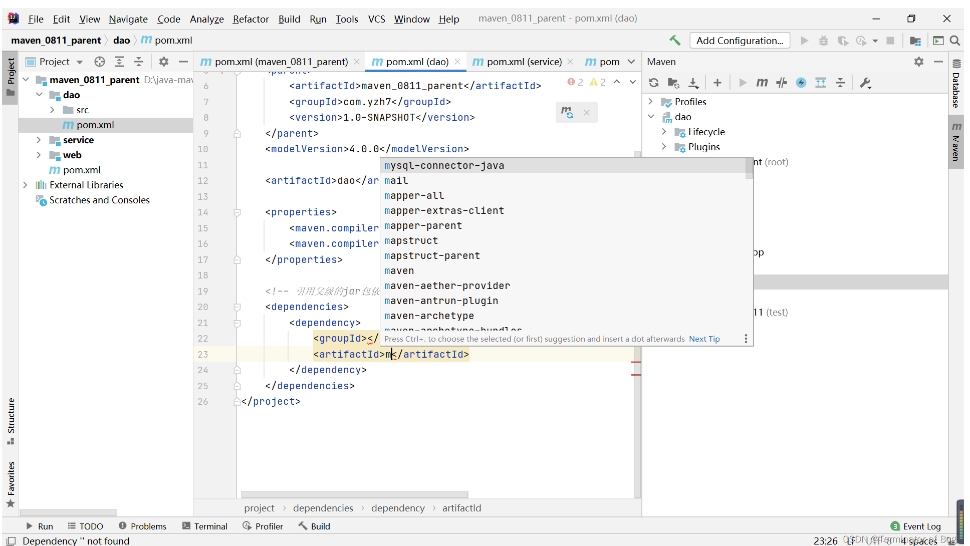 File Edit View Navigate Code Analyze Refactor Build Run Tools VCS Window Help maven_0811_parent - pom.xml (dao)
maven_0811_parent dao pom.xml Add Configuration...
Project
pom.xml (maven_0811_parent) pom.xml (dao) pom.xml (service) pom Maven
maven_0811_parent D:\java-mav
dao
src
pom.xml
service
web
pom.xml
External Libraries
Scratches and Consoles
Project
Structure
Favorites
2 2
6 <artifactId>maven_0811_parent</artifactId>
7 <groupId>com.yzh7</groupId>
8 <version>1.0-SNAPSHOT</version>
9 </parent>
10 <modelVersion>4.0.0</modelVersion>
11
12 <artifactId>dao</ar
13
14 <properties>
15 <maven.compiler
16 <maven.compiler
17 </properties>
18
19 <!-- 引用父级的jar包依
20 <dependencies>
21 <dependency>
22 <groupId></
23 <artifactId>m</artifactId>
24 </dependency>
25 </dependencies>
26 </project>
mysql-connector-java
mail
mapper-all
mapper-extras-client
mapper-parent
mapstruct
mapstruct-parent
maven
maven-aether-provider
maven-antrun-plugin
maven-archetype
maven-archetype-bundles
Press Ctrl+. to choose the selected (or first) suggestion and insert a dot afterwards Next Tip
Profiles
dao
Lifecycle
Plugins
nt (root)
op
11 (test)
Database
Maven
project dependencies dependency artifactId
Run TODO Problems Terminal Profiler Build 3 Event Log
Dependency '' not found 23:26 LF 4 spaces